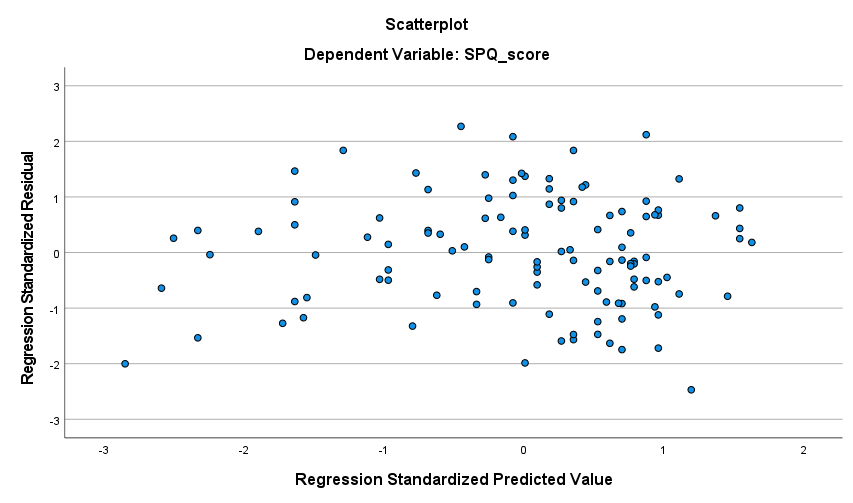 Scatterplot
Dependent Variable: SPQ_score
Regression Standardized Residual
3
2
1
0
-1
-2
-3
-3 -2 -1 0 1 2
Regression Standardized Predicted Value